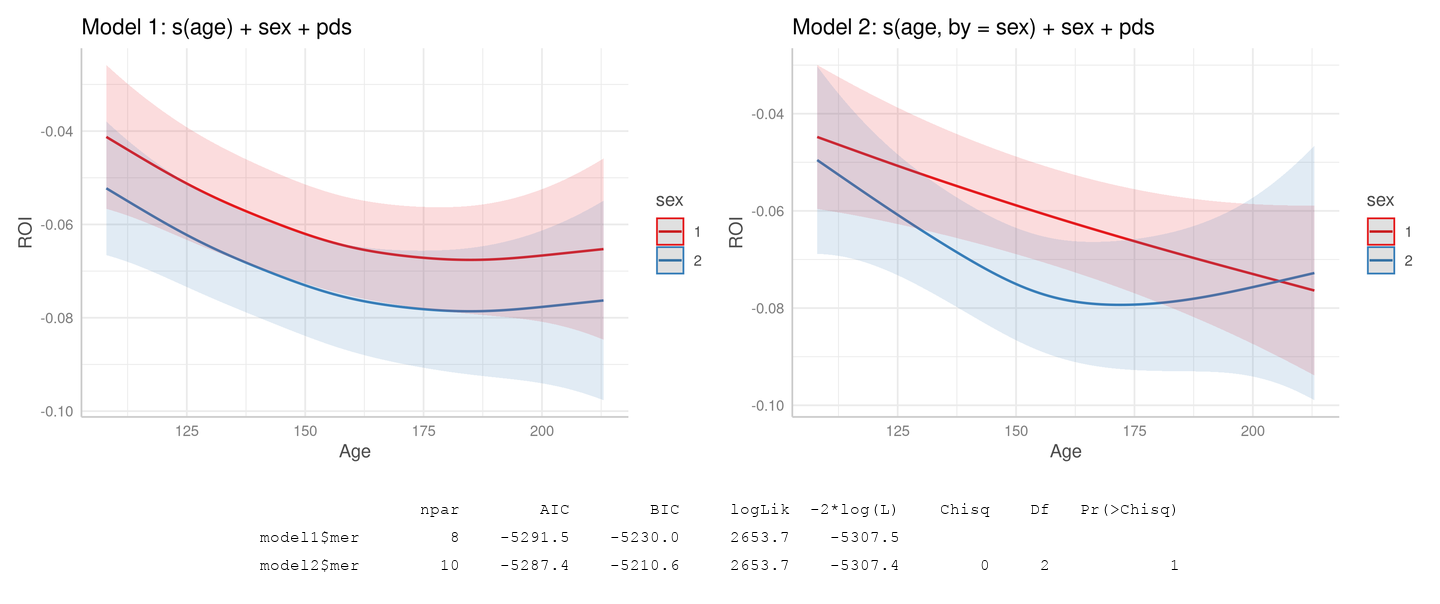 Model 1: s(age) + sex + pds
-0.04
-0.06
-0.08
-0.10
ROI
125 150 175 200
Age
sex
1
2
Model 2: s(age, by = sex) + sex + pds
-0.04
-0.06
-0.08
-0.10
ROI
125 150 175 200
Age
sex
1
2
npar AIC BIC logLik -2*log(L) Chisq Df Pr(>Chisq)
model1$mer 8 -5291.5 -5230.0 2653.7 -5307.5
model2$mer 10 -5287.4 -5210.6 2653.7 -5307.4 0 2 1